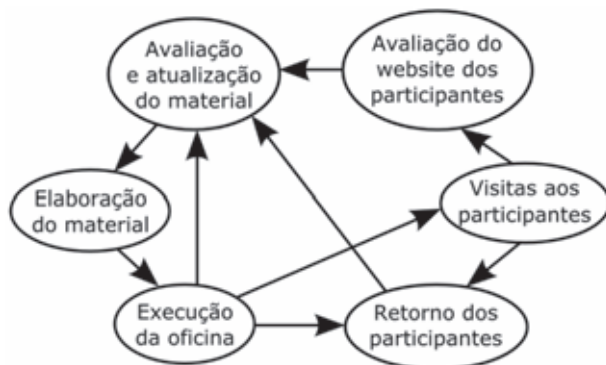 Avaliação
e atualização
do material
Avaliação do
website dos
participantes
Elaboração
do material
Visitas aos
participantes
Execução
da oficina
Retorno dos
participantes